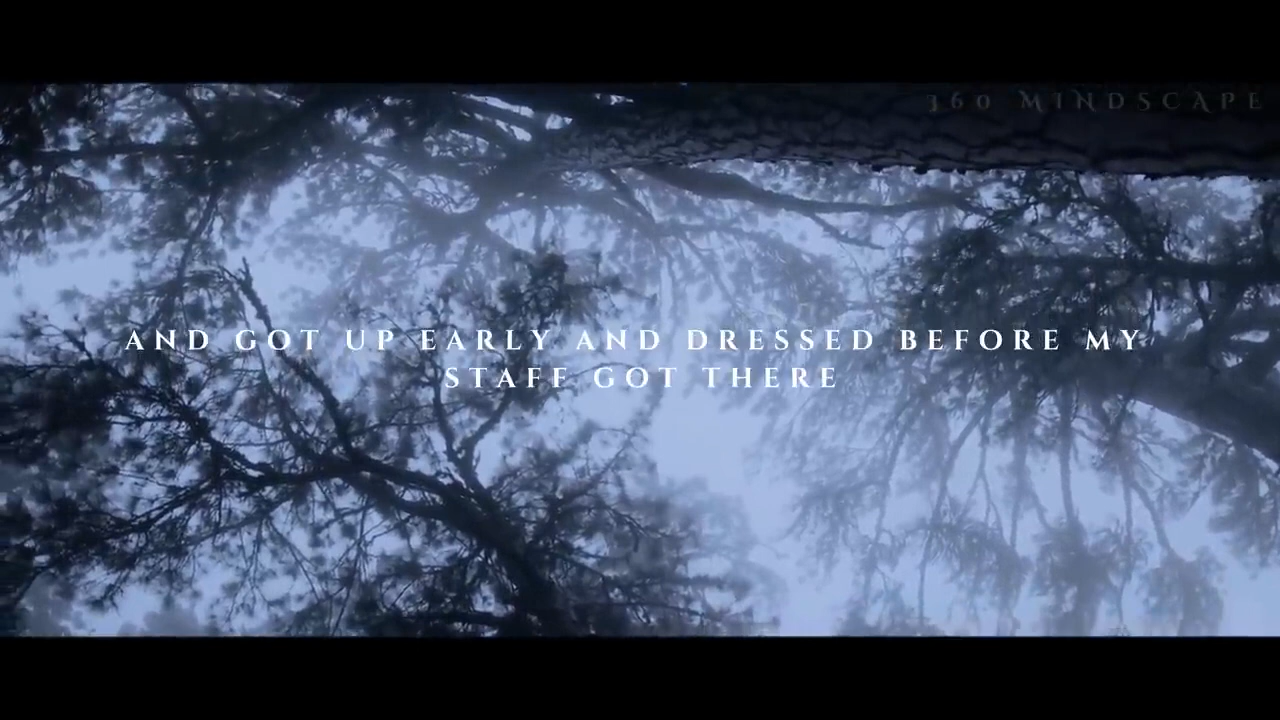 360 MINDSCAPE
AND GOT UP EARLY AND DRESSED BEFORE MY
STAFF GOT THERE